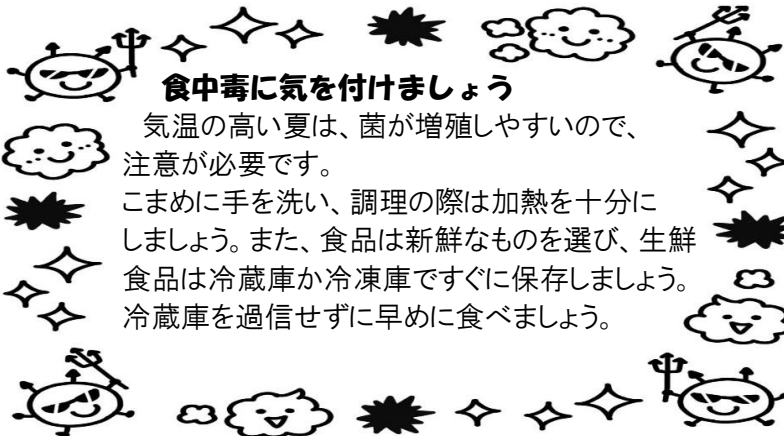 食中毒に気を付けましょう
気温の高い夏は、菌が増殖しやすいので、
注意が必要です。
こまめに手を洗い、調理の際は加熱を十分に
しましょう。また、食品は新鮮なものを選び、生鮮
食品は冷蔵庫か冷凍庫ですぐに保存しましょう。
冷蔵庫を過信せずに早めに食べましょう。